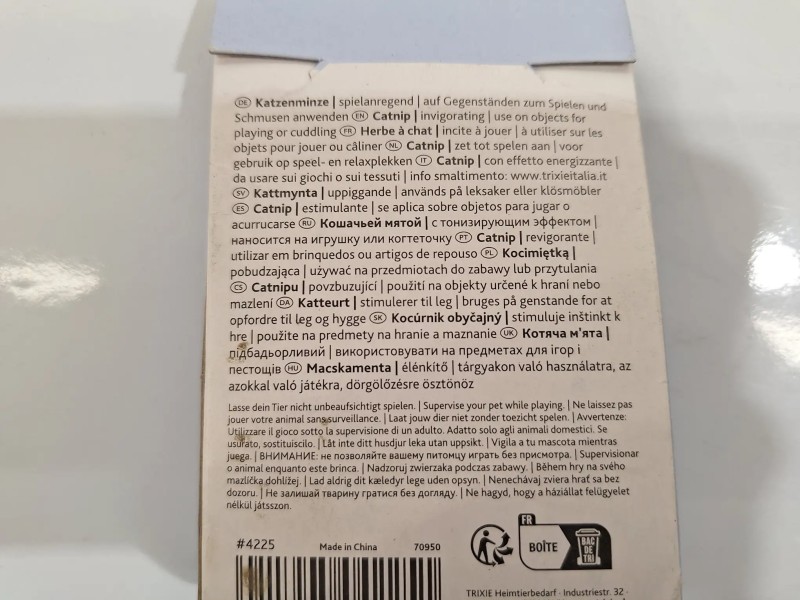 DE Katzenminze | spielanregend | auf Gegenständen zum Spielen und
Schmusen anwenden EN Catnip | invigorating | use on objects for
playing or cuddling FR Herbe à chat | incite à jouer | à utiliser sur les
objets pour jouer ou câliner NL Catnip | zet tot spelen aan | voor
gebruik op speel- en relaxplekken IT Catnip | con effetto energizzante |
da usare sui giochi o sui tessuti | info smaltimento: www.trixieitalia.it
SV Kattmynta | uppiggande | används på leksaker eller klösmöbler
ES Catnip | estimulante | se aplica sobre objetos para jugar o
acurrucarse RU Кошачьей мятой | с тонизирующим эффектом |
наносится на игрушку или когтеточку PT Catnip | revigorante |
utilizar em brinquedos ou artigos de repouso PL Kocimiętką |
pobudzająca | używać na przedmiotach do zabawy lub przytulania
CS Catnipu | povzbuzující | použití na objekty určené k hraní nebo
mazlení DA Katteurt | stimulerer til leg | bruges på genstande for at
opfordre til leg og hygge SK Kocúrnik obyčajný | stimuluje inštinkt k
hre | použite na predmety na hranie a maznanie UK Котяча м'ята |
підбадьорливий | використовувати на предметах для ігор і
пестощів HU Macskamenta | élénkítő | tárgyakon való használatra, az
azokkal való játékra, dörgölőzésre ösztönöz
Lasse dein Tier nicht unbeaufsichtigt spielen. | Supervise your pet while playing. | Ne laissez pas
jouer votre animal sans surveillance. | Laat jouw dier niet zonder toezicht spelen. | Avvertenze:
Utilizzare il gioco sotto la supervisione di un adulto. Adatto solo agli animali domestici. Se
usurato, sostituiscilo. | Låt inte ditt husdjur leka utan uppsikt. | Vigila a tu mascota mientras
juega. | ВНИМАНИЕ: не позволяйте вашему питомцу играть без присмотра. | Supervisionar
o animal enquanto este brinca. | Nadzoruj zwierzaka podczas zabawy. | Během hry na svého
mazlíčka dohlížej. | Lad aldrig dit kæledyr lege uden opsyn. | Nenechávaj zviera hrať sa bez
dozoru. | Не залишай тварину гратися без догляду. | Ne hagyd, hogy a háziállat felügyelet
nélkül játsszon.
#4225 Made in China 70950
FR
BOÎTE
BAC
DE
TRI
TRIXIE Heimtierbedarf · Industriestr. 32 ·